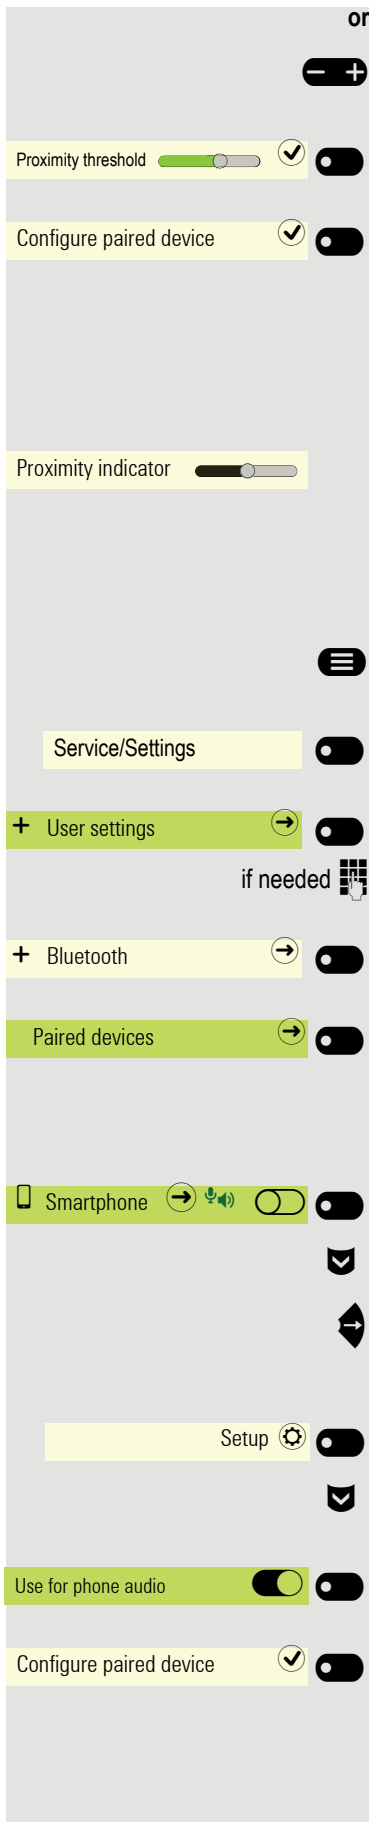 or
Proximity threshold
Configure paired device
Proximity indicator
Service/Settings
+ User settings
if needed
+ Bluetooth
Paired devices
Smartphone
Setup
Use for phone audio
Configure paired device